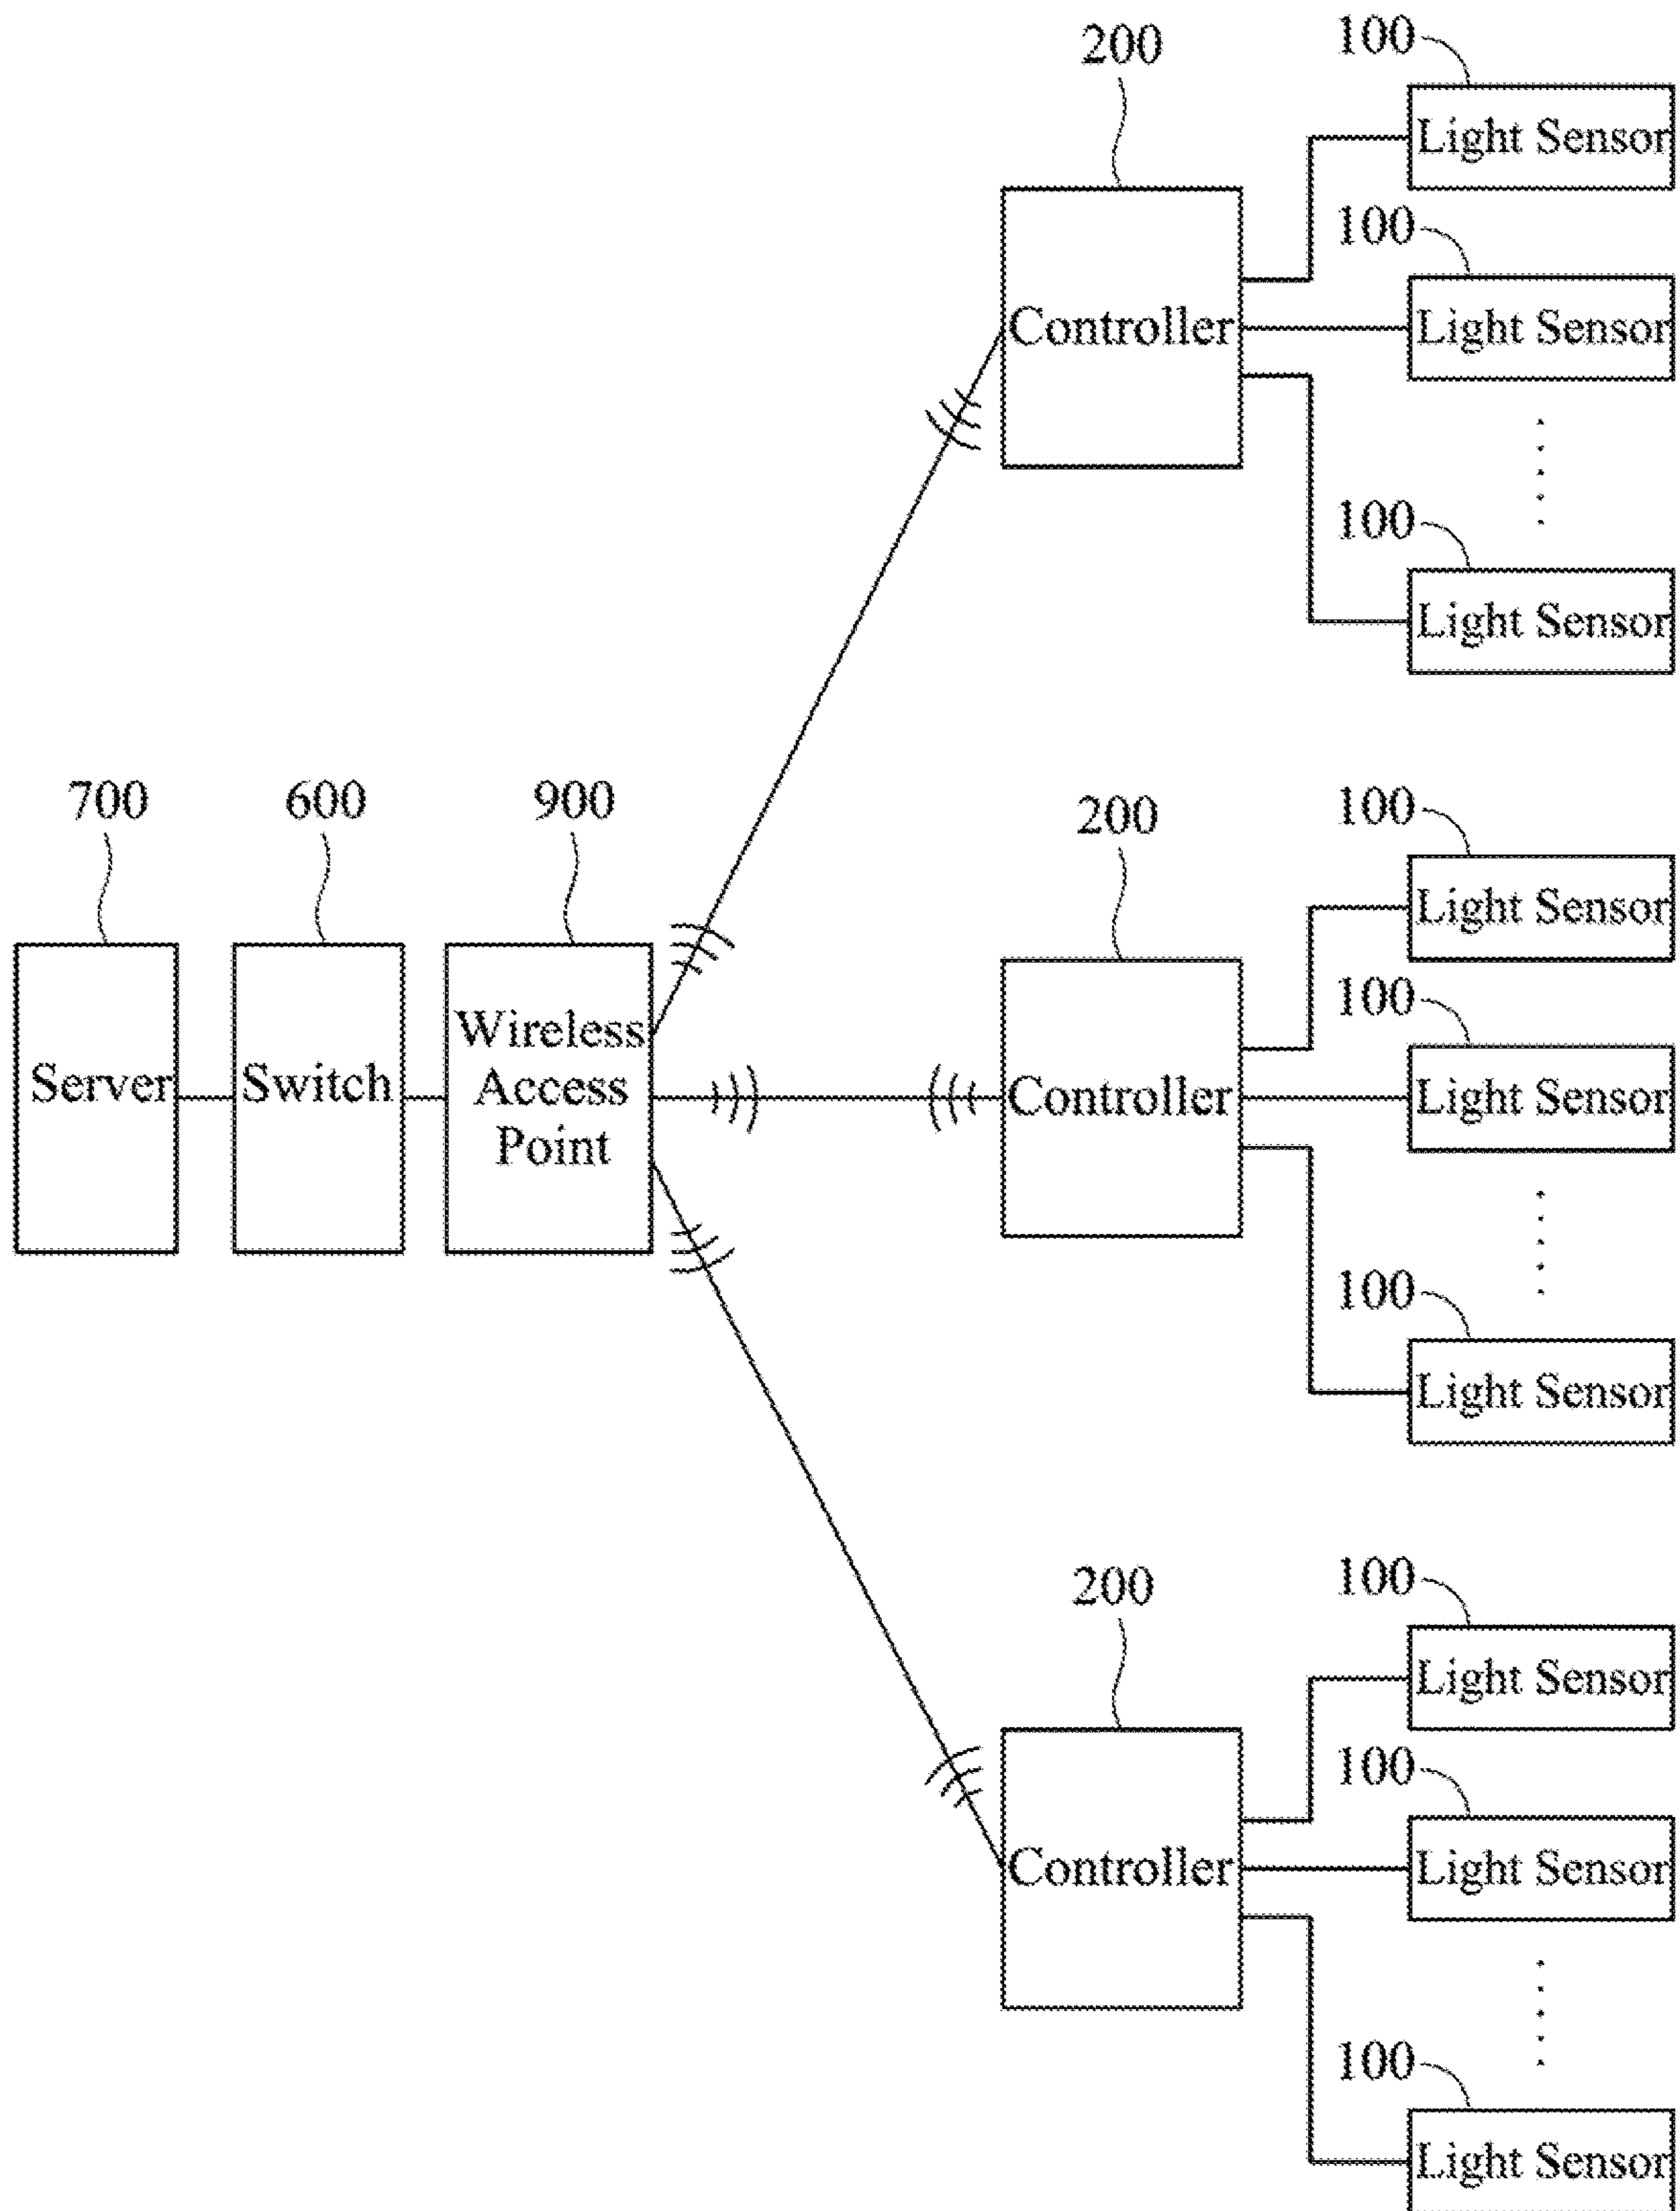 200
100
Light Sensor
100
Controller
Light Sensor
100
Light Sensor
700
600
900
200
100
Light Sensor
100
Server
Switch
Wireless
Access
Point
Controller
Light Sensor
100
Light Sensor
200
100
Light Sensor
100
Controller
Light Sensor
100
Light Sensor